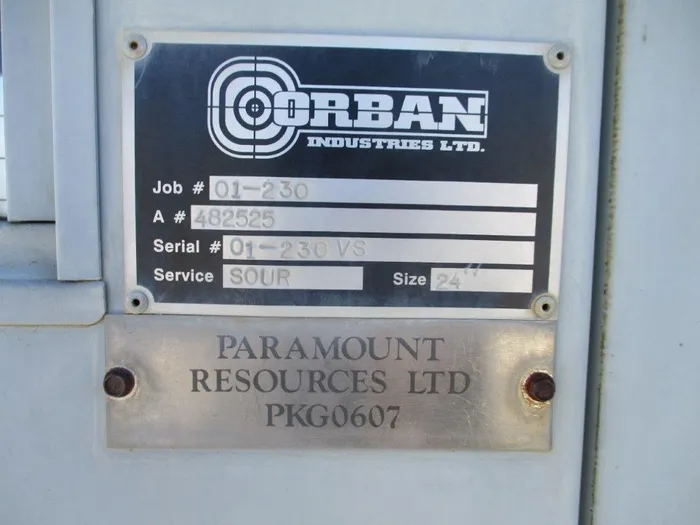 CORBAN
INDUSTRIES LTD.
Job # 01-230
A # 482525
Serial # 01-230 VS
Service SOUR Size 24"
PARAMOUNT
RESOURCES LTD
PKG0607